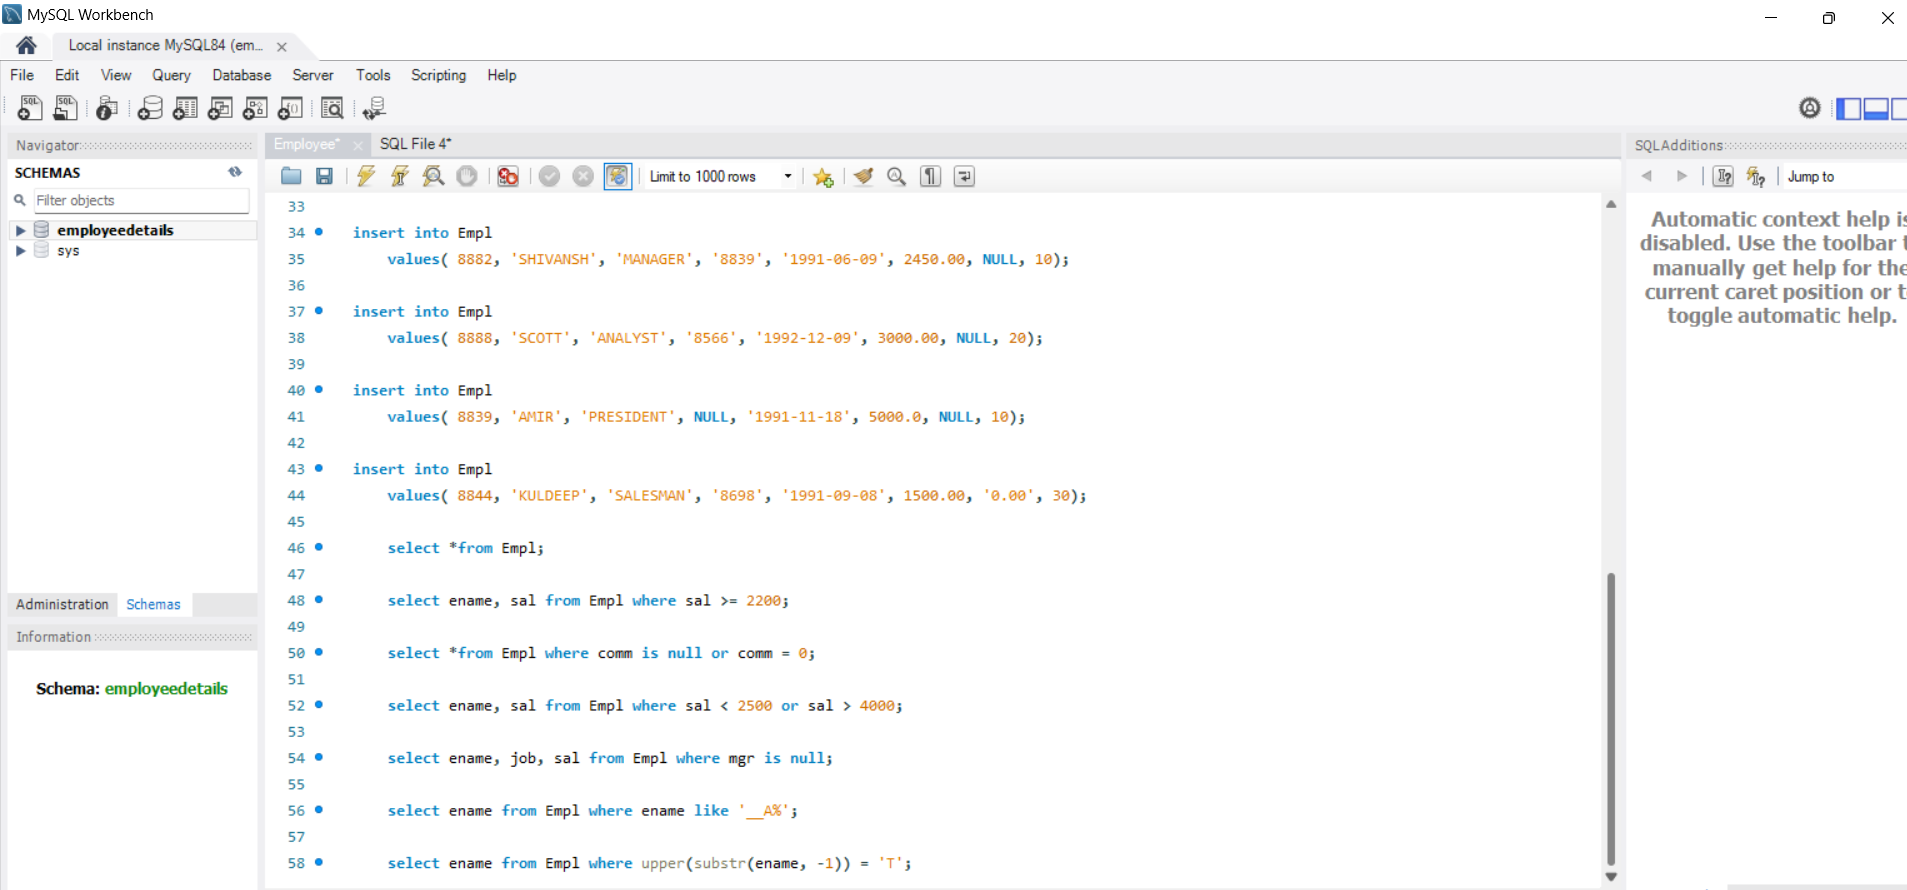 MySQL Workbench
Local instance MySQL84 (em...
File Edit View Query Database Server Tools Scripting Help
Navigator
SCHEMAS
Filter objects
employeedetails
sys
Administration Schemas
Information
Schema: employeedetails
Employee* SQL File 4*
Limit to 1000 rows
33
34 insert into Empl
35 values( 8882, 'SHIVANSH', 'MANAGER', '8839', '1991-06-09', 2450.00, NULL, 10);
36
37 insert into Empl
38 values( 8888, 'SCOTT', 'ANALYST', '8566', '1992-12-09', 3000.00, NULL, 20);
39
40 insert into Empl
41 values( 8839, 'AMIR', 'PRESIDENT', NULL, '1991-11-18', 5000.0, NULL, 10);
42
43 insert into Empl
44 values( 8844, 'KULDEEP', 'SALESMAN', '8698', '1991-09-08', 1500.00, '0.00', 30);
45
46 select *from Empl;
47
48 select ename, sal from Empl where sal >= 2200;
49
50 select *from Empl where comm is null or comm = 0;
51
52 select ename, sal from Empl where sal < 2500 or sal > 4000;
53
54 select ename, job, sal from Empl where mgr is null;
55
56 select ename from Empl where ename like '__A%';
57
58 select ename from Empl where upper(substr(ename, -1)) = 'T';
SQLAdditions
Jump to
Automatic context help is
disabled. Use the toolbar t
manually get help for the
current caret position or t
toggle automatic help.